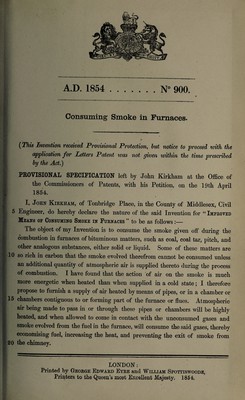 A.D. 1854 . . . . . . . Nº 900.
Consuming Smoke in Furnaces.
(This Invention received Provisional Protection, but notice to proceed with the
application for Letters Patent was not given within the time prescribed
by the Act.)
PROVISIONAL SPECIFICATION left by John Kirkham at the Office of
the Commissioners of Patents, with his Petition, on the 19th April
1854.
I, JOHN KIRKHAM, of Tonbridge Place, in the County of Middlesex, Civil
5 Engineer, do hereby declare the nature of the said Invention for "IMPROVED
MEANS OF CONSUMING SMOKE IN FURNACES" to be as follows:—
The object of my Invention is to consume the smoke given off during the
combustion in furnaces of bituminous matters, such as coal, coal tar, pitch, and
other analogous substances, either solid or liquid. Some of these matters are
10 so rich in carbon that the smoke evolved therefrom cannot be consumed unless
an additional quantity of atmospheric air is supplied thereto during the process
of combustion. I have found that the action of air on the smoke is much
more energetic when heated than when supplied in a cold state; I therefore
propose to furnish a supply of air heated by means of pipes, or in a chamber or
15 chambers contiguous to or forming part of the furnace or flues. Atmospheric
air being made to pass in or through these pipes or chambers will be highly
heated, and when allowed to come in contact with the unconsumed gases and
smoke evolved from the fuel in the furnace, will consume the said gases, thereby
economising fuel, increasing the heat, and preventing the exit of smoke from
20 the chimney.
LONDON:
Printed by GEORGE EDWARD EYRE and WILLIAM SPOTTISWOODE,
Printers to the Queen's most Excellent Majesty. 1854.